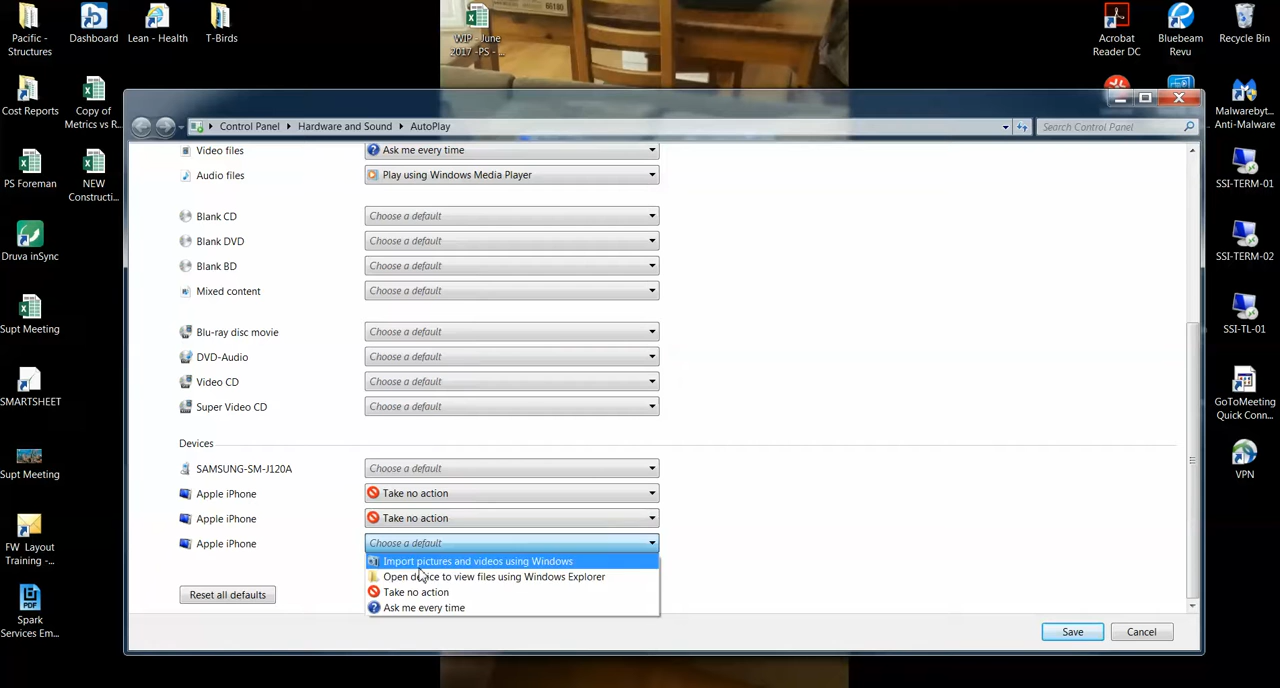 Pacific -
Structures
Dashboard
Lean - Health
T-Birds
66180
WIP - June
2017 -PS - ...
Acrobat
Reader DC
Bluebeam
Revu
Recycle Bin
Cost Reports
Copy of
Metrics vs R...
Malwarebyt...
Anti-Malware
PS Foreman
NEW
Constructi...
SSI-TERM-01
Druva inSync
SSI-TERM-02
Supt Meeting
SSI-TL-01
SMARTSHEET
GoToMeeting
Quick Conn...
Supt Meeting
VPN
FW Layout
Training -...
PDF
Spark
Services Em...
Control Panel
Hardware and Sound
AutoPlay
Search Control Panel
Video files
Ask me every time
Audio files
Play using Windows Media Player
Blank CD
Choose a default
Blank DVD
Choose a default
Blank BD
Choose a default
Mixed content
Choose a default
Blu-ray disc movie
Choose a default
DVD-Audio
Choose a default
Video CD
Choose a default
Super Video CD
Choose a default
Devices
SAMSUNG-SM-J120A
Choose a default
Apple iPhone
Take no action
Apple iPhone
Take no action
Apple iPhone
Choose a default
Import pictures and videos using Windows
Open device to view files using Windows Explorer
Take no action
Ask me every time
Reset all defaults
Save
Cancel